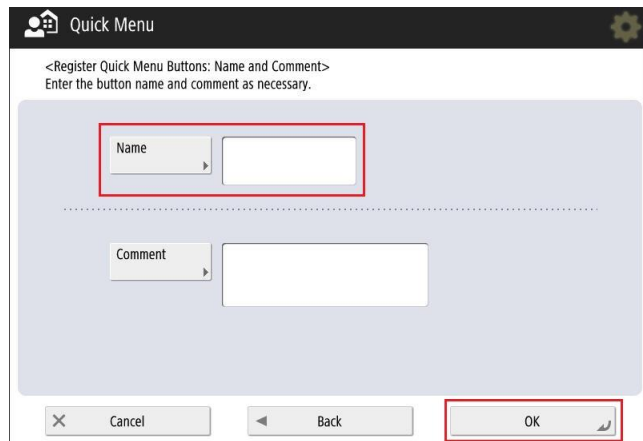 Quick Menu
<Register Quick Menu Buttons: Name and Comment>
Enter the button name and comment as necessary.
Name
Comment
Cancel
Back
OK